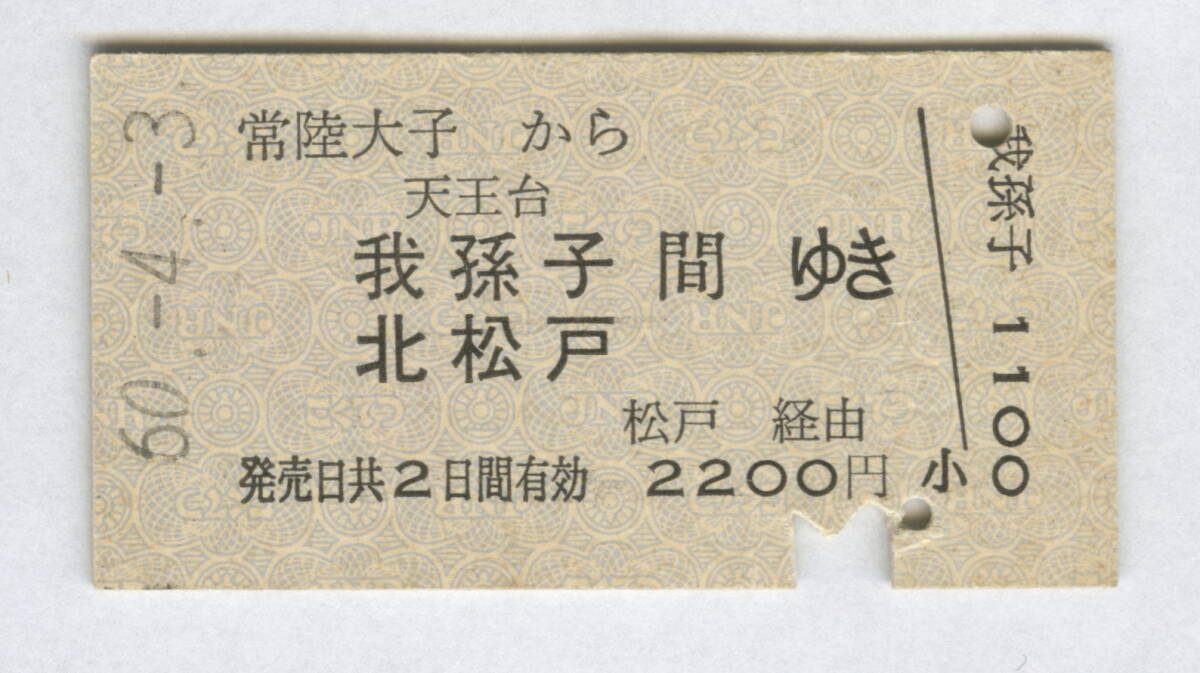 60.-4.-3
常陸大子 から
天王台
我孫子間 ゆき
北松戸
松戸 経由
発売日共2日間有効 2200円
小
我孫子 1100